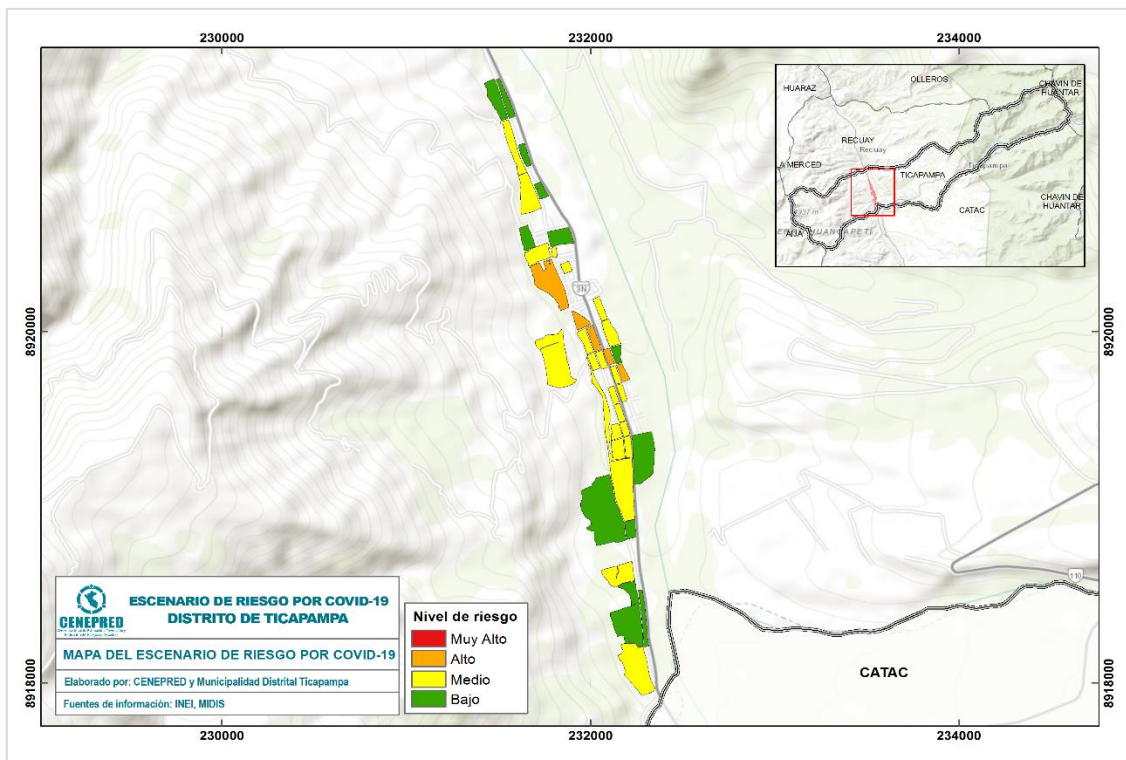 230000
232000
234000
8920000
8920000
8918000
8918000
230000
232000
234000
HUARAZ
OLLEROS
CHAVIN DE
HUANTAR
RECUAY
Recuay
A MERCED
TICAPAMPA
Ticapampa
CATAC
CHAVIN DE
HUANTAR
AIJA
3N
110
CATAC
CENEPRED
ESCENARIO DE RIESGO POR COVID-19
DISTRITO DE TICAPAMPA
MAPA DEL ESCENARIO DE RIESGO POR COVID-19
Elaborado por: CENEPRED y Municipalidad Distrital Ticapampa
Fuentes de información: INEI, MIDIS
Nivel de riesgo
Muy Alto
Alto
Medio
Bajo